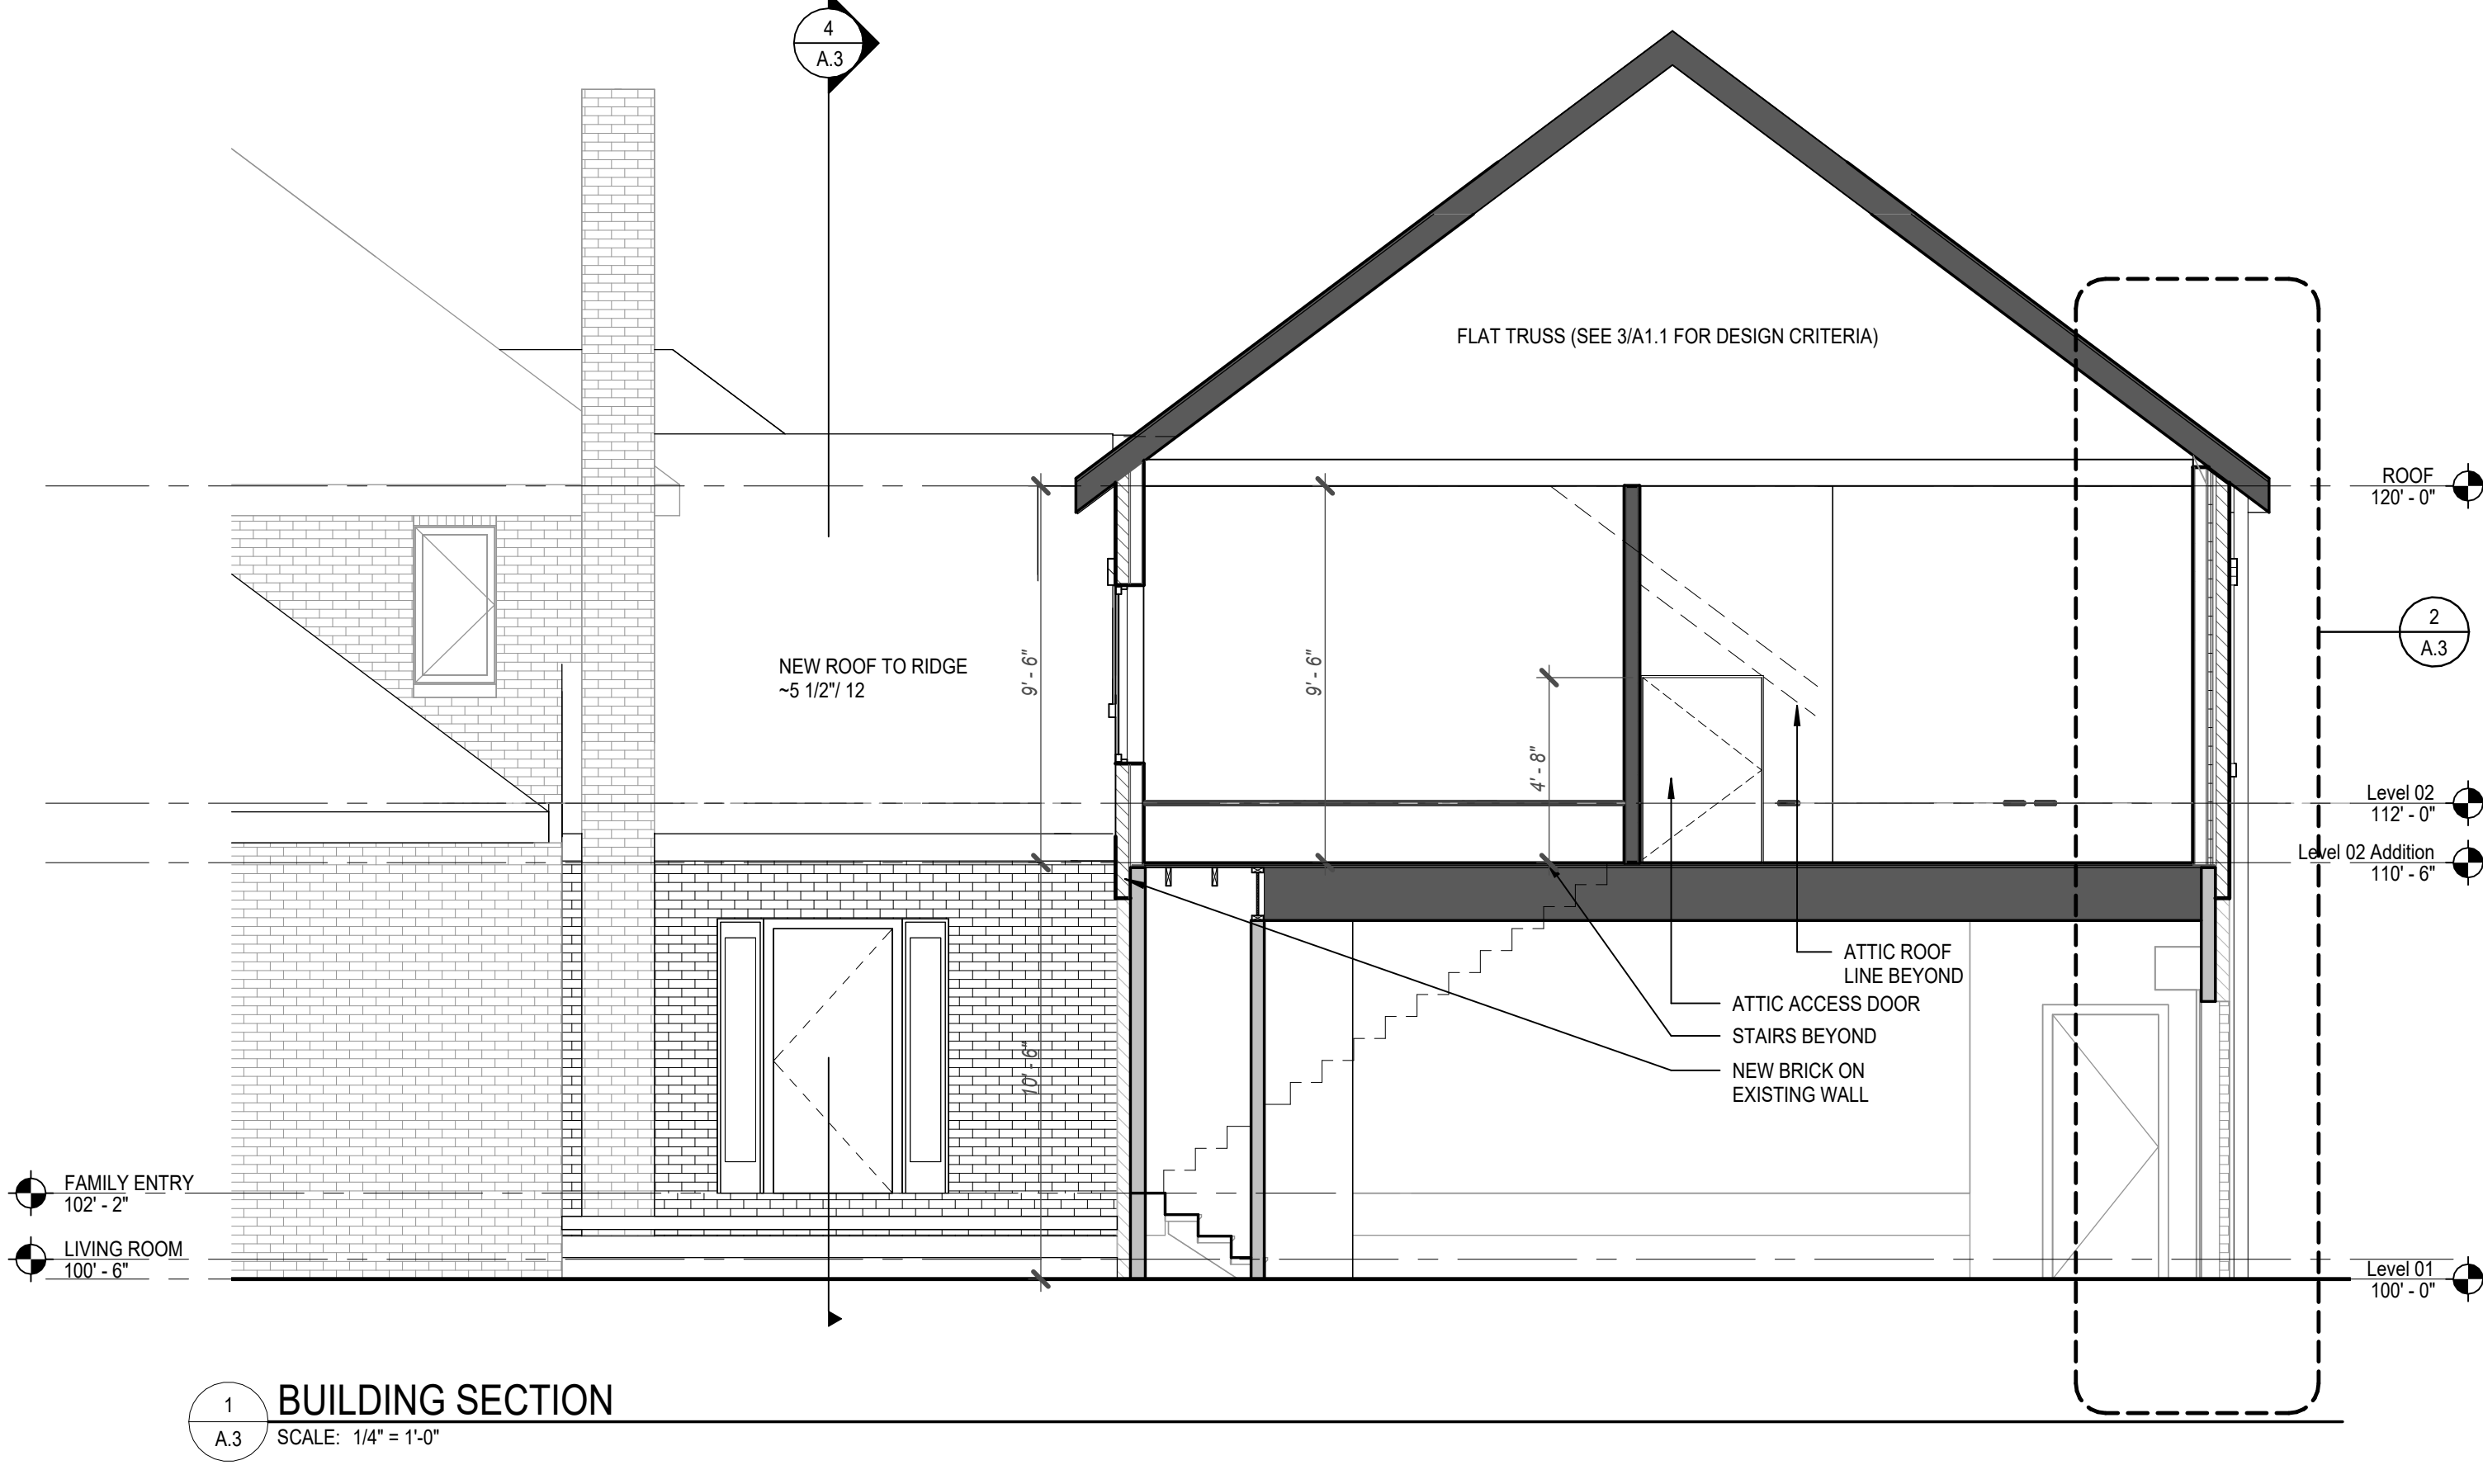 4
A.3
FLAT TRUSS (SEE 3/A1.1 FOR DESIGN CRITERIA)
ROOF
120' - 0"
2
A.3
NEW ROOF TO RIDGE
~5 1/2"/ 12
9' - 6"
9' - 6"
4' - 8"
Level 02
112' - 0"
Level 02 Addition
110' - 6"
ATTIC ROOF
LINE BEYOND
ATTIC ACCESS DOOR
STAIRS BEYOND
NEW BRICK ON
EXISTING WALL
10' - 6"
FAMILY ENTRY
102' - 2"
LIVING ROOM
100' - 6"
Level 01
100' - 0"
1
A.3
BUILDING SECTION
SCALE: 1/4" = 1'-0"